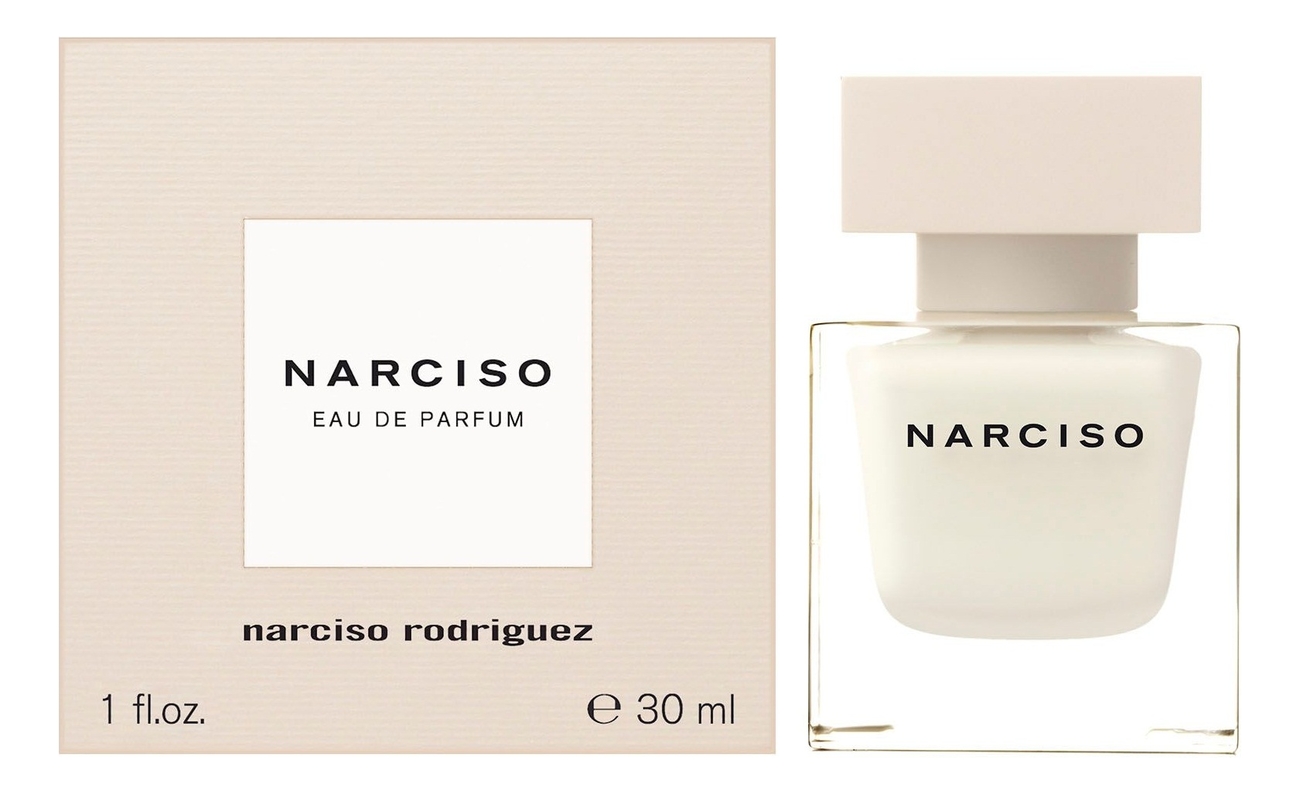 NARCISO
EAU DE PARFUM
narciso rodriguez
1 fl.oz.
℮ 30 ml
NARCISO